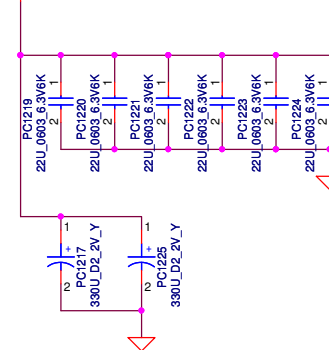 1
2
PC1219
22U_0603_6.3V6K
1
2
PC1220
22U_0603_6.3V6K
1
2
PC1221
22U_0603_6.3V6K
1
2
PC1222
22U_0603_6.3V6K
1
2
PC1223
22U_0603_6.3V6K
1
2
PC1224
22U_0603_6.3V6K
1
+
2
PC1217
330U_D2_2V_Y
1
+
2
PC1225
330U_D2_2V_Y